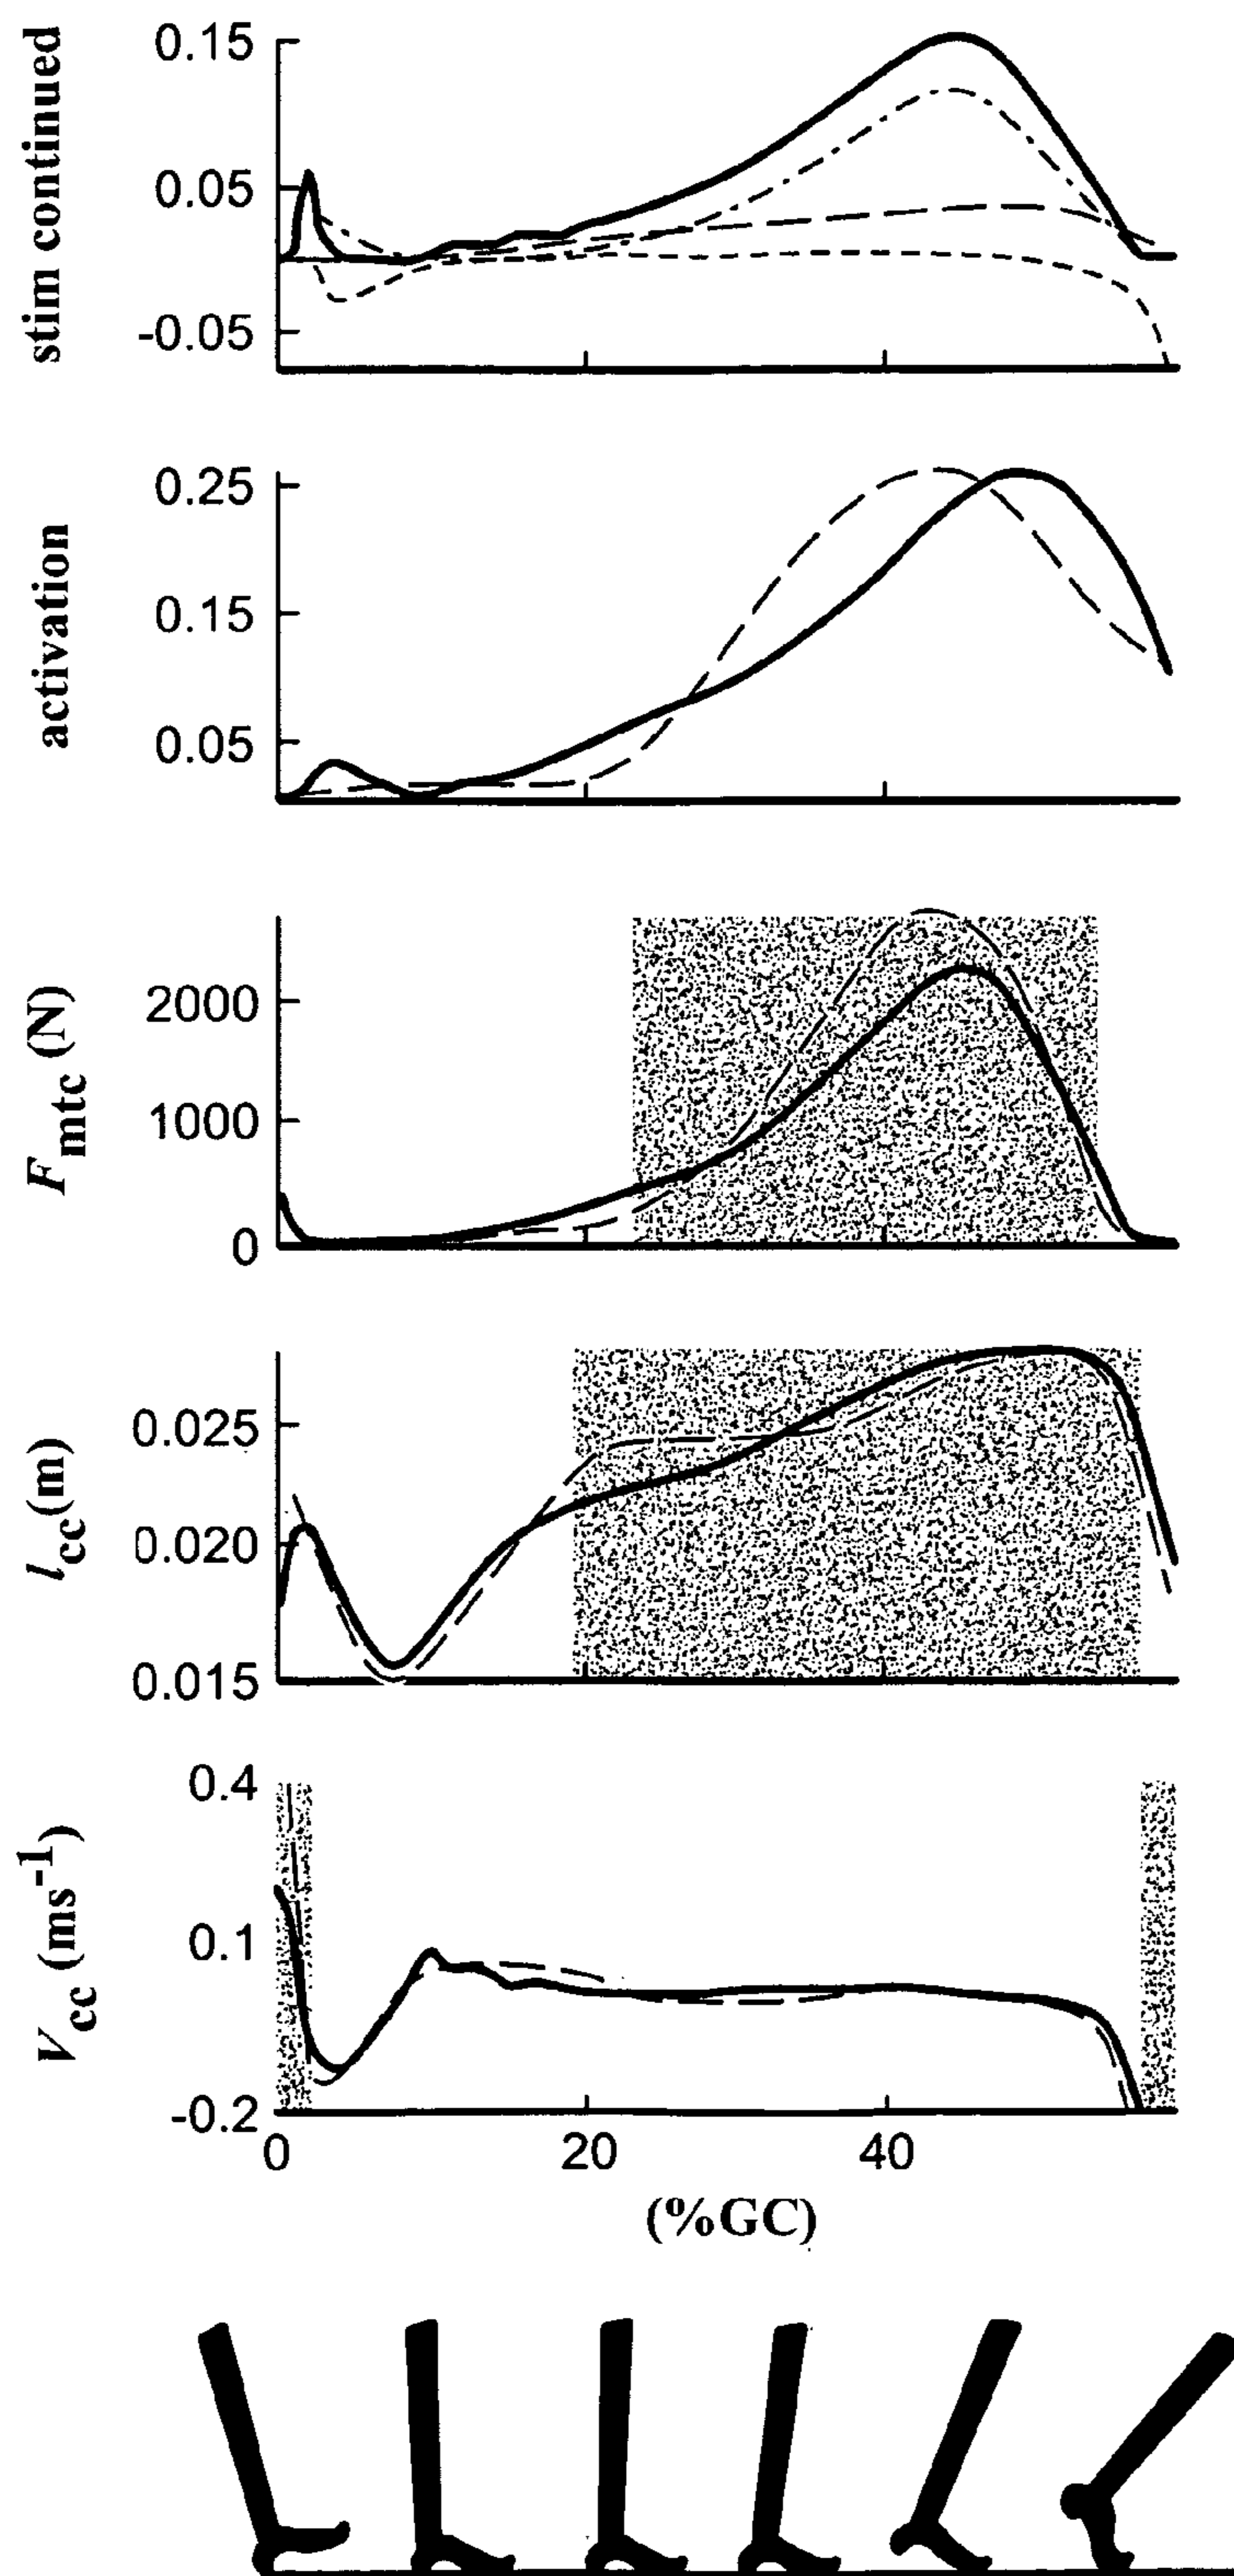 stim continued
0.15
0.05
-0.05
activation
0.25
0.15
0.05
Fmtc (N)
2000
1000
0
lcc(m)
0.025
0.020
0.015
Vcc (ms-1)
0.4
0.1
-0.2
0 20 40
(%GC)